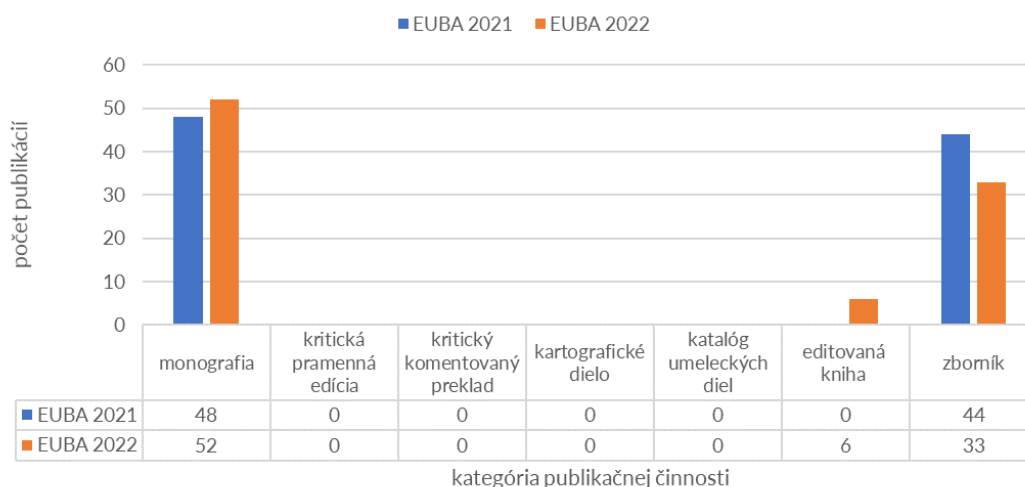 EUBA 2021 EUBA 2022
počet publikácií
60
50
40
30
20
10
0
monografia
kritická pramenná edícia
kritický komentovaný preklad
kartografické dielo
katalóg umeleckých diel
editovaná kniha
zborník
EUBA 2021 48 0 0 0 0 0 44
EUBA 2022 52 0 0 0 0 6 33
kategória publikačnej činnosti